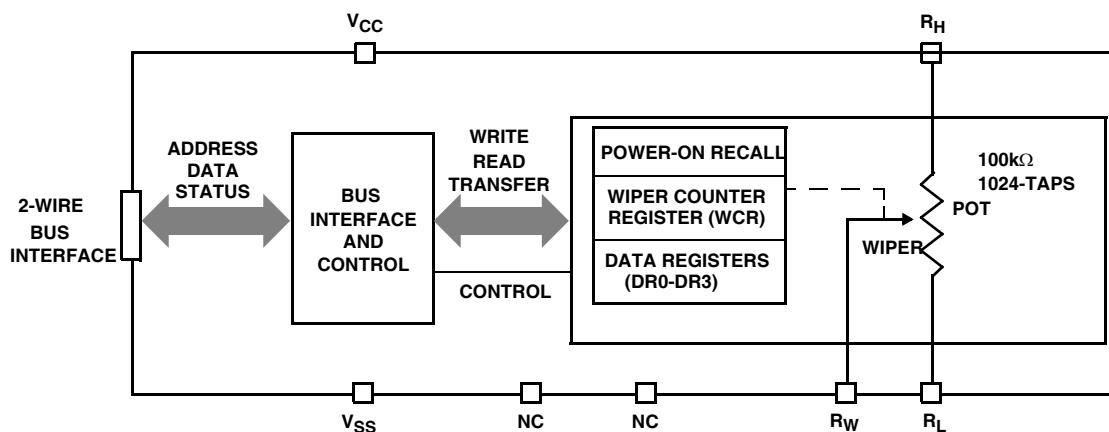 VCC
RH
ADDRESS
DATA
STATUS
2-WIRE
BUS
INTERFACE
BUS
INTERFACE
AND
CONTROL
WRITE
READ
TRANSFER
CONTROL
POWER-ON RECALL
WIPER COUNTER
REGISTER (WCR)
DATA REGISTERS
(DR0-DR3)
100kΩ
1024-TAPS
POT
WIPER
VSS
NC
NC
RW
RL